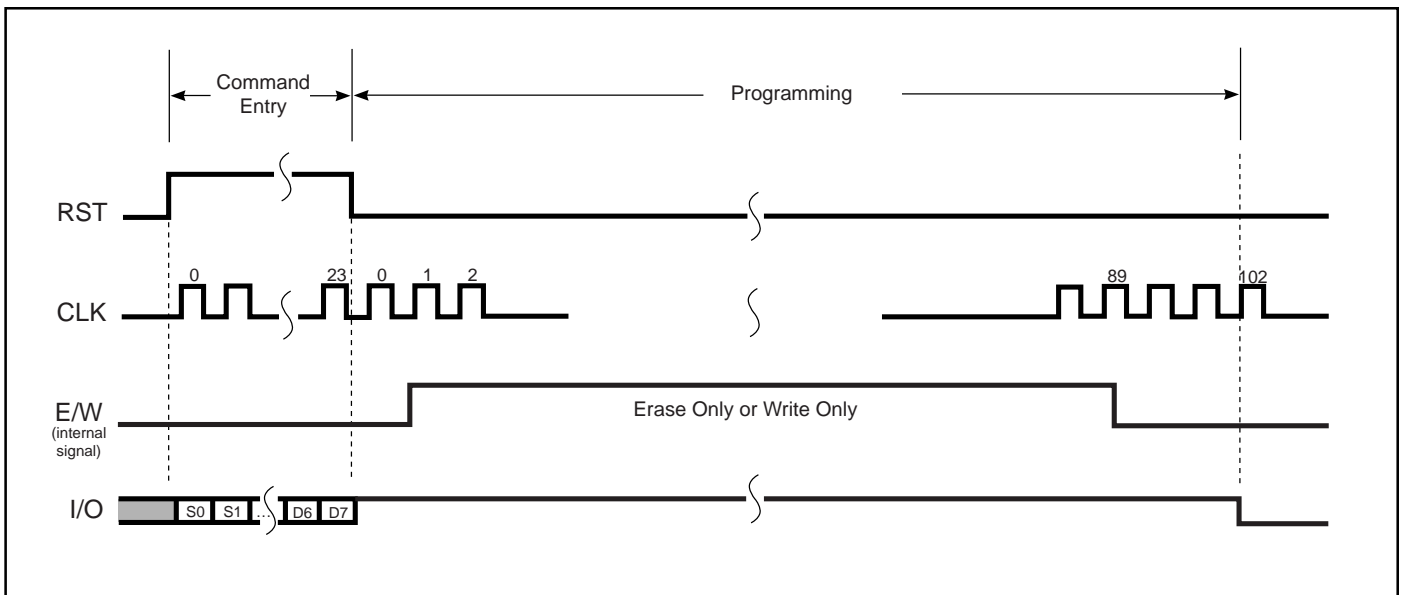 Command
Entry
Programming
RST
0
23
0
1
2
89
102
CLK
E/W
(internal
signal)
Erase Only or Write Only
I/O
S0
S1
...
D6
D7